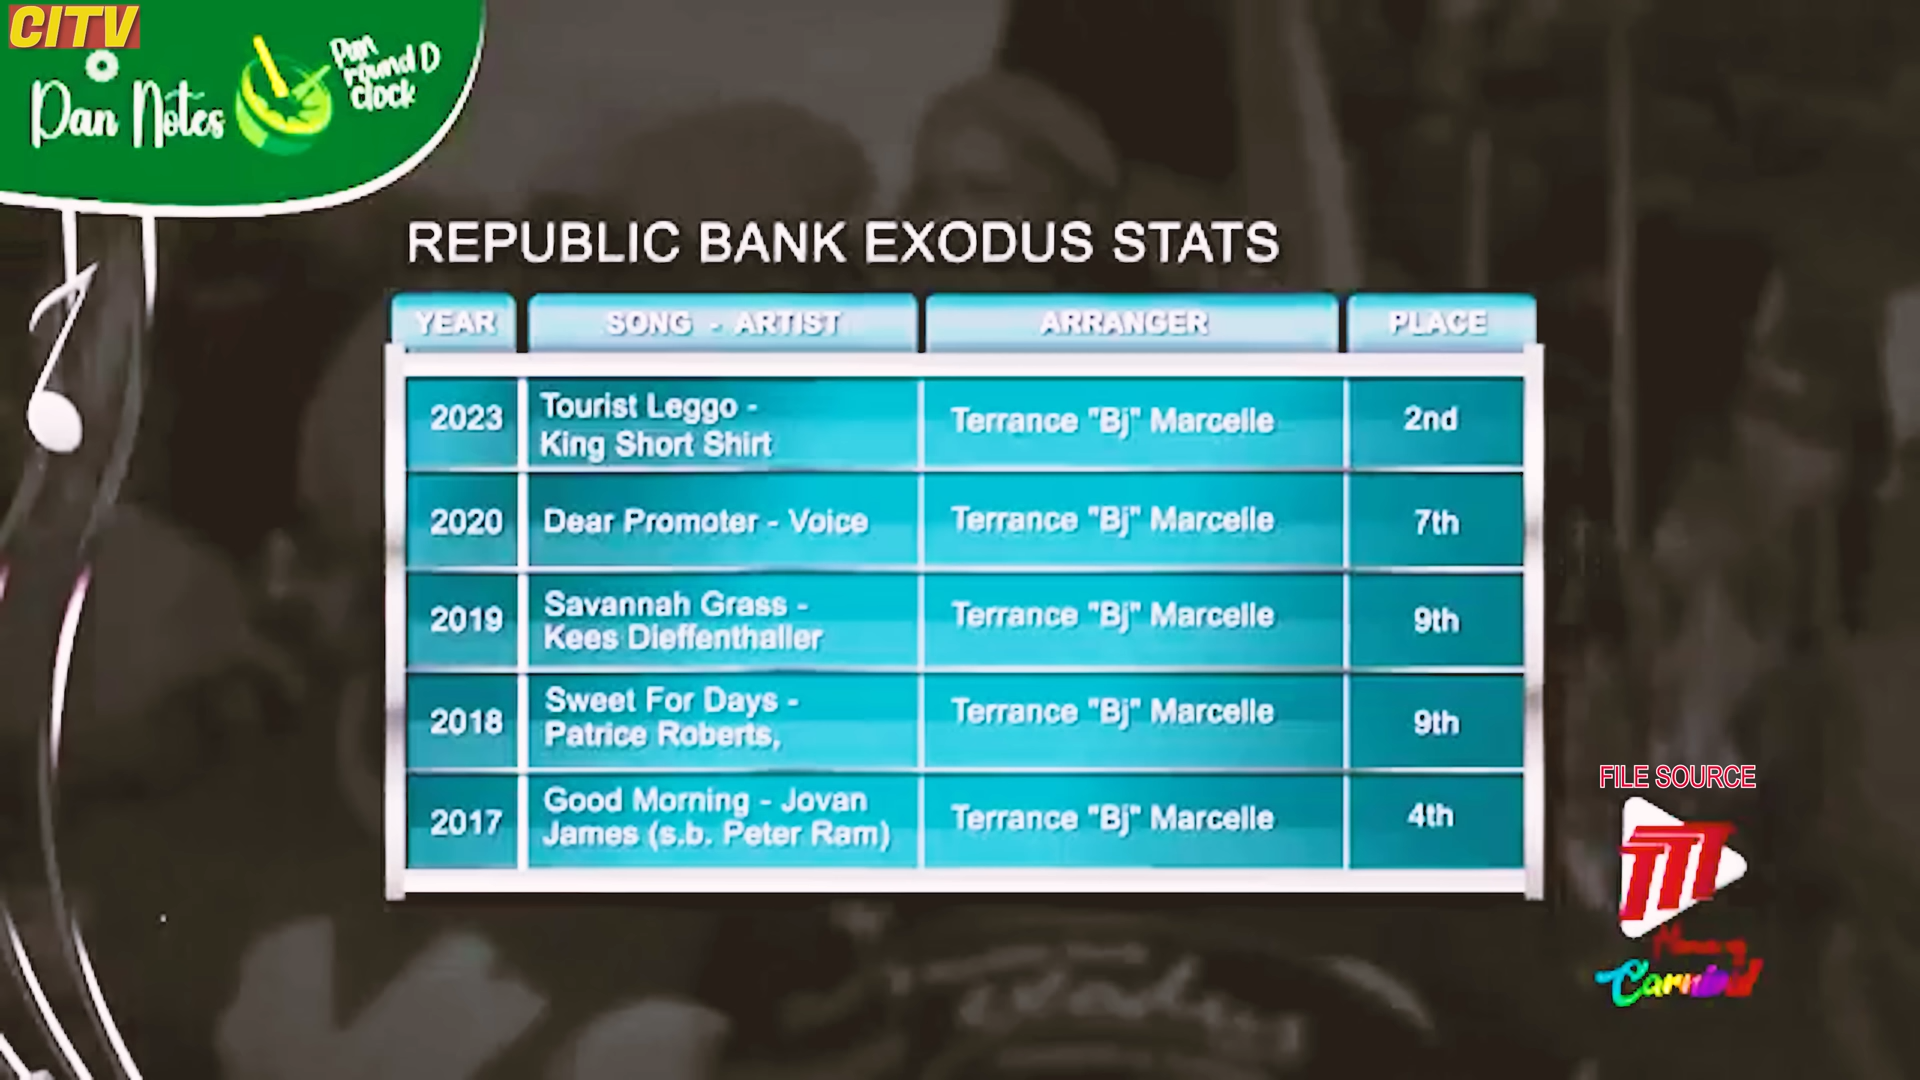 CITV
Pan Notes
Pan
round D
clock
REPUBLIC BANK EXODUS STATS
YEAR SONG - ARTIST ARRANGER PLACE
2023 Tourist Leggo - King Short Shirt Terrance "Bj" Marcelle 2nd
2020 Dear Promoter - Voice Terrance "Bj" Marcelle 7th
2019 Savannah Grass - Kees Dieffenthaller Terrance "Bj" Marcelle 9th
2018 Sweet For Days - Patrice Roberts, Terrance "Bj" Marcelle 9th
2017 Good Morning - Jovan James (s.b. Peter Ram) Terrance "Bj" Marcelle 4th
FILE SOURCE
Carnival